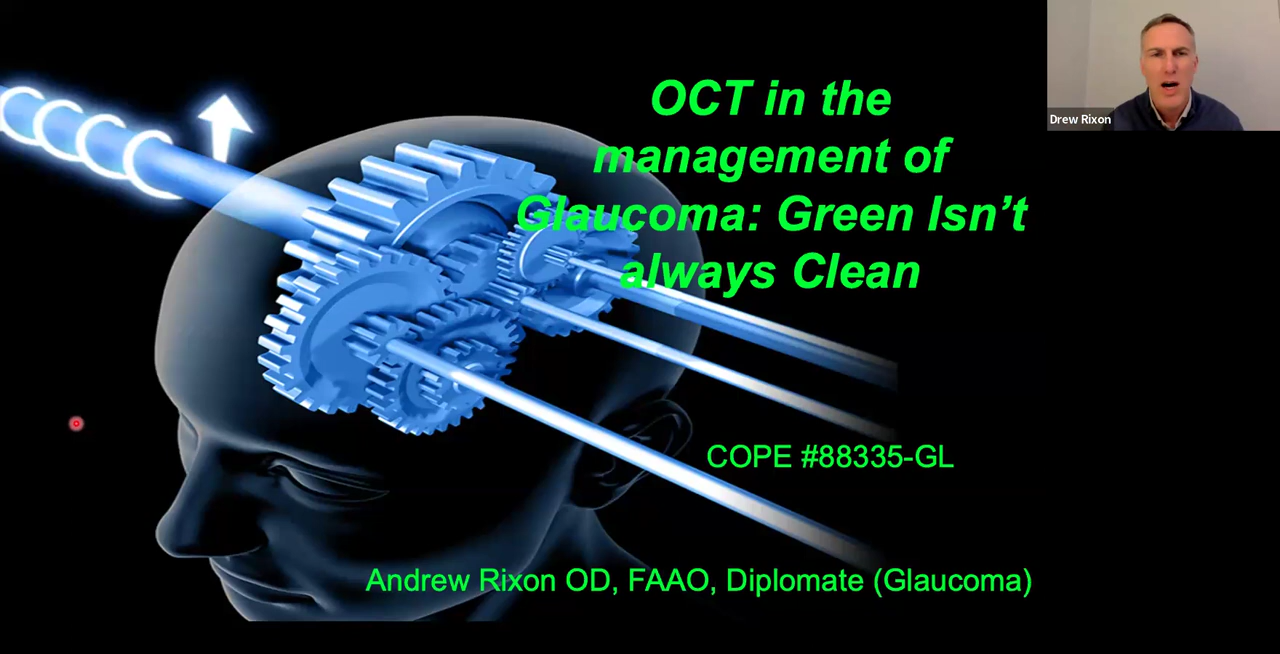 OCT in the
management of
Glaucoma: Green Isn’t
always Clean
Drew Rixon
COPE #88335-GL
Andrew Rixon OD, FAAO, Diplomate (Glaucoma)